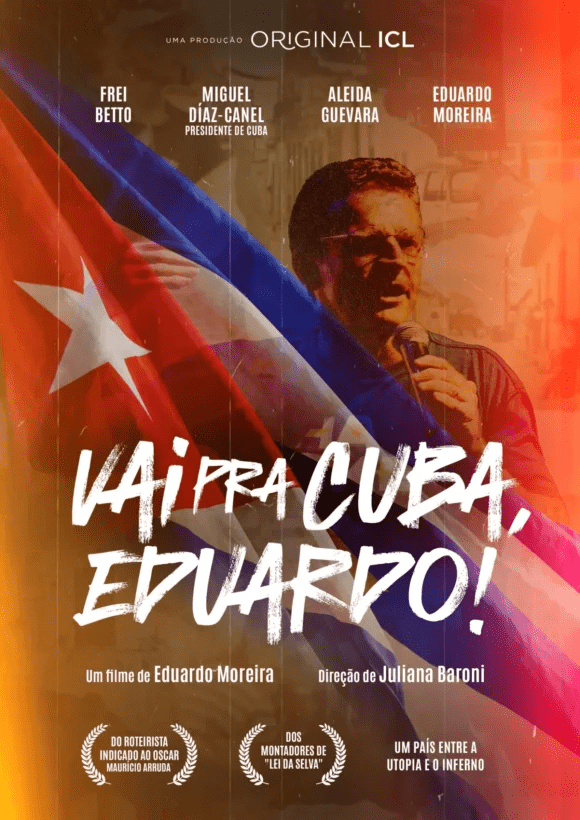 UMA PRODUÇÃO ORIGINAL ICL
FREI
BETTO
MIGUEL
DÍAZ-CANEL
PRESIDENTE DE CUBA
ALEIDA
GUEVARA
EDUARDO
MOREIRA
VAI PRA CUBA,
EDUARDO!
Um filme de Eduardo Moreira
Direção de Juliana Baroni
DO ROTEIRISTA
INDICADO AO OSCAR
MAURÍCIO ARRUDA
DOS
MONTADORES DE
"LEI DA SELVA"
UM PAÍS ENTRE A
UTOPIA E O INFERNO